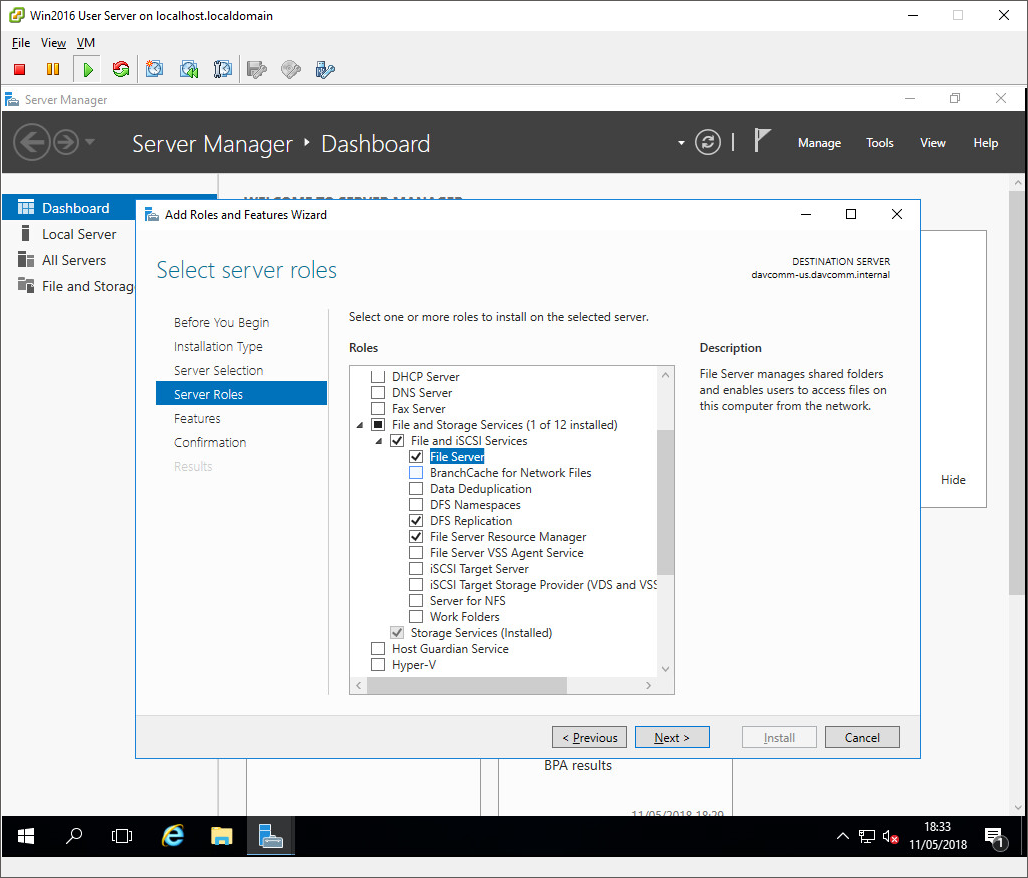 Win2016 User Server on localhost.localdomain
File View VM
Server Manager
Server Manager Dashboard
Manage Tools View Help
WELCOME TO SERVER MANAGER
Dashboard
Local Server
All Servers
File and Storag
Add Roles and Features Wizard
Select server roles
DESTINATION SERVER
davcomm-us.davcomm.internal
Before You Begin
Installation Type
Server Selection
Server Roles
Features
Confirmation
Results
Select one or more roles to install on the selected server.
Roles
DHCP Server
DNS Server
Fax Server
File and Storage Services (1 of 12 installed)
File and iSCSI Services
File Server
BranchCache for Network Files
Data Deduplication
DFS Namespaces
DFS Replication
File Server Resource Manager
File Server VSS Agent Service
iSCSI Target Server
iSCSI Target Storage Provider (VDS and VSS
Server for NFS
Work Folders
Storage Services (Installed)
Host Guardian Service
Hyper-V
Description
File Server manages shared folders
and enables users to access files on
this computer from the network.
Hide
< Previous Next > Install Cancel
BPA results
11/05/2018 18:29
18:33
11/05/2018
1